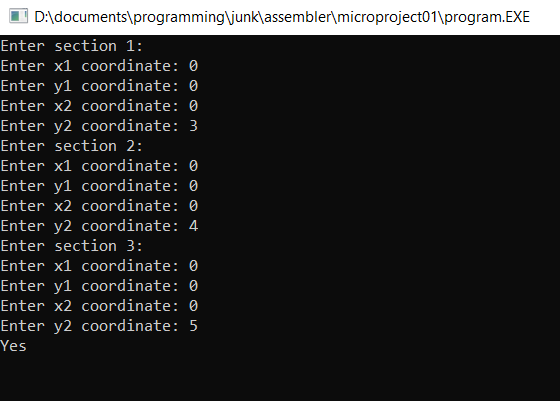 D:\documents\programming\junk\assembler\microproject01\program.EXE
Enter section 1:
Enter x1 coordinate: 0
Enter y1 coordinate: 0
Enter x2 coordinate: 0
Enter y2 coordinate: 3
Enter section 2:
Enter x1 coordinate: 0
Enter y1 coordinate: 0
Enter x2 coordinate: 0
Enter y2 coordinate: 4
Enter section 3:
Enter x1 coordinate: 0
Enter y1 coordinate: 0
Enter x2 coordinate: 0
Enter y2 coordinate: 5
Yes